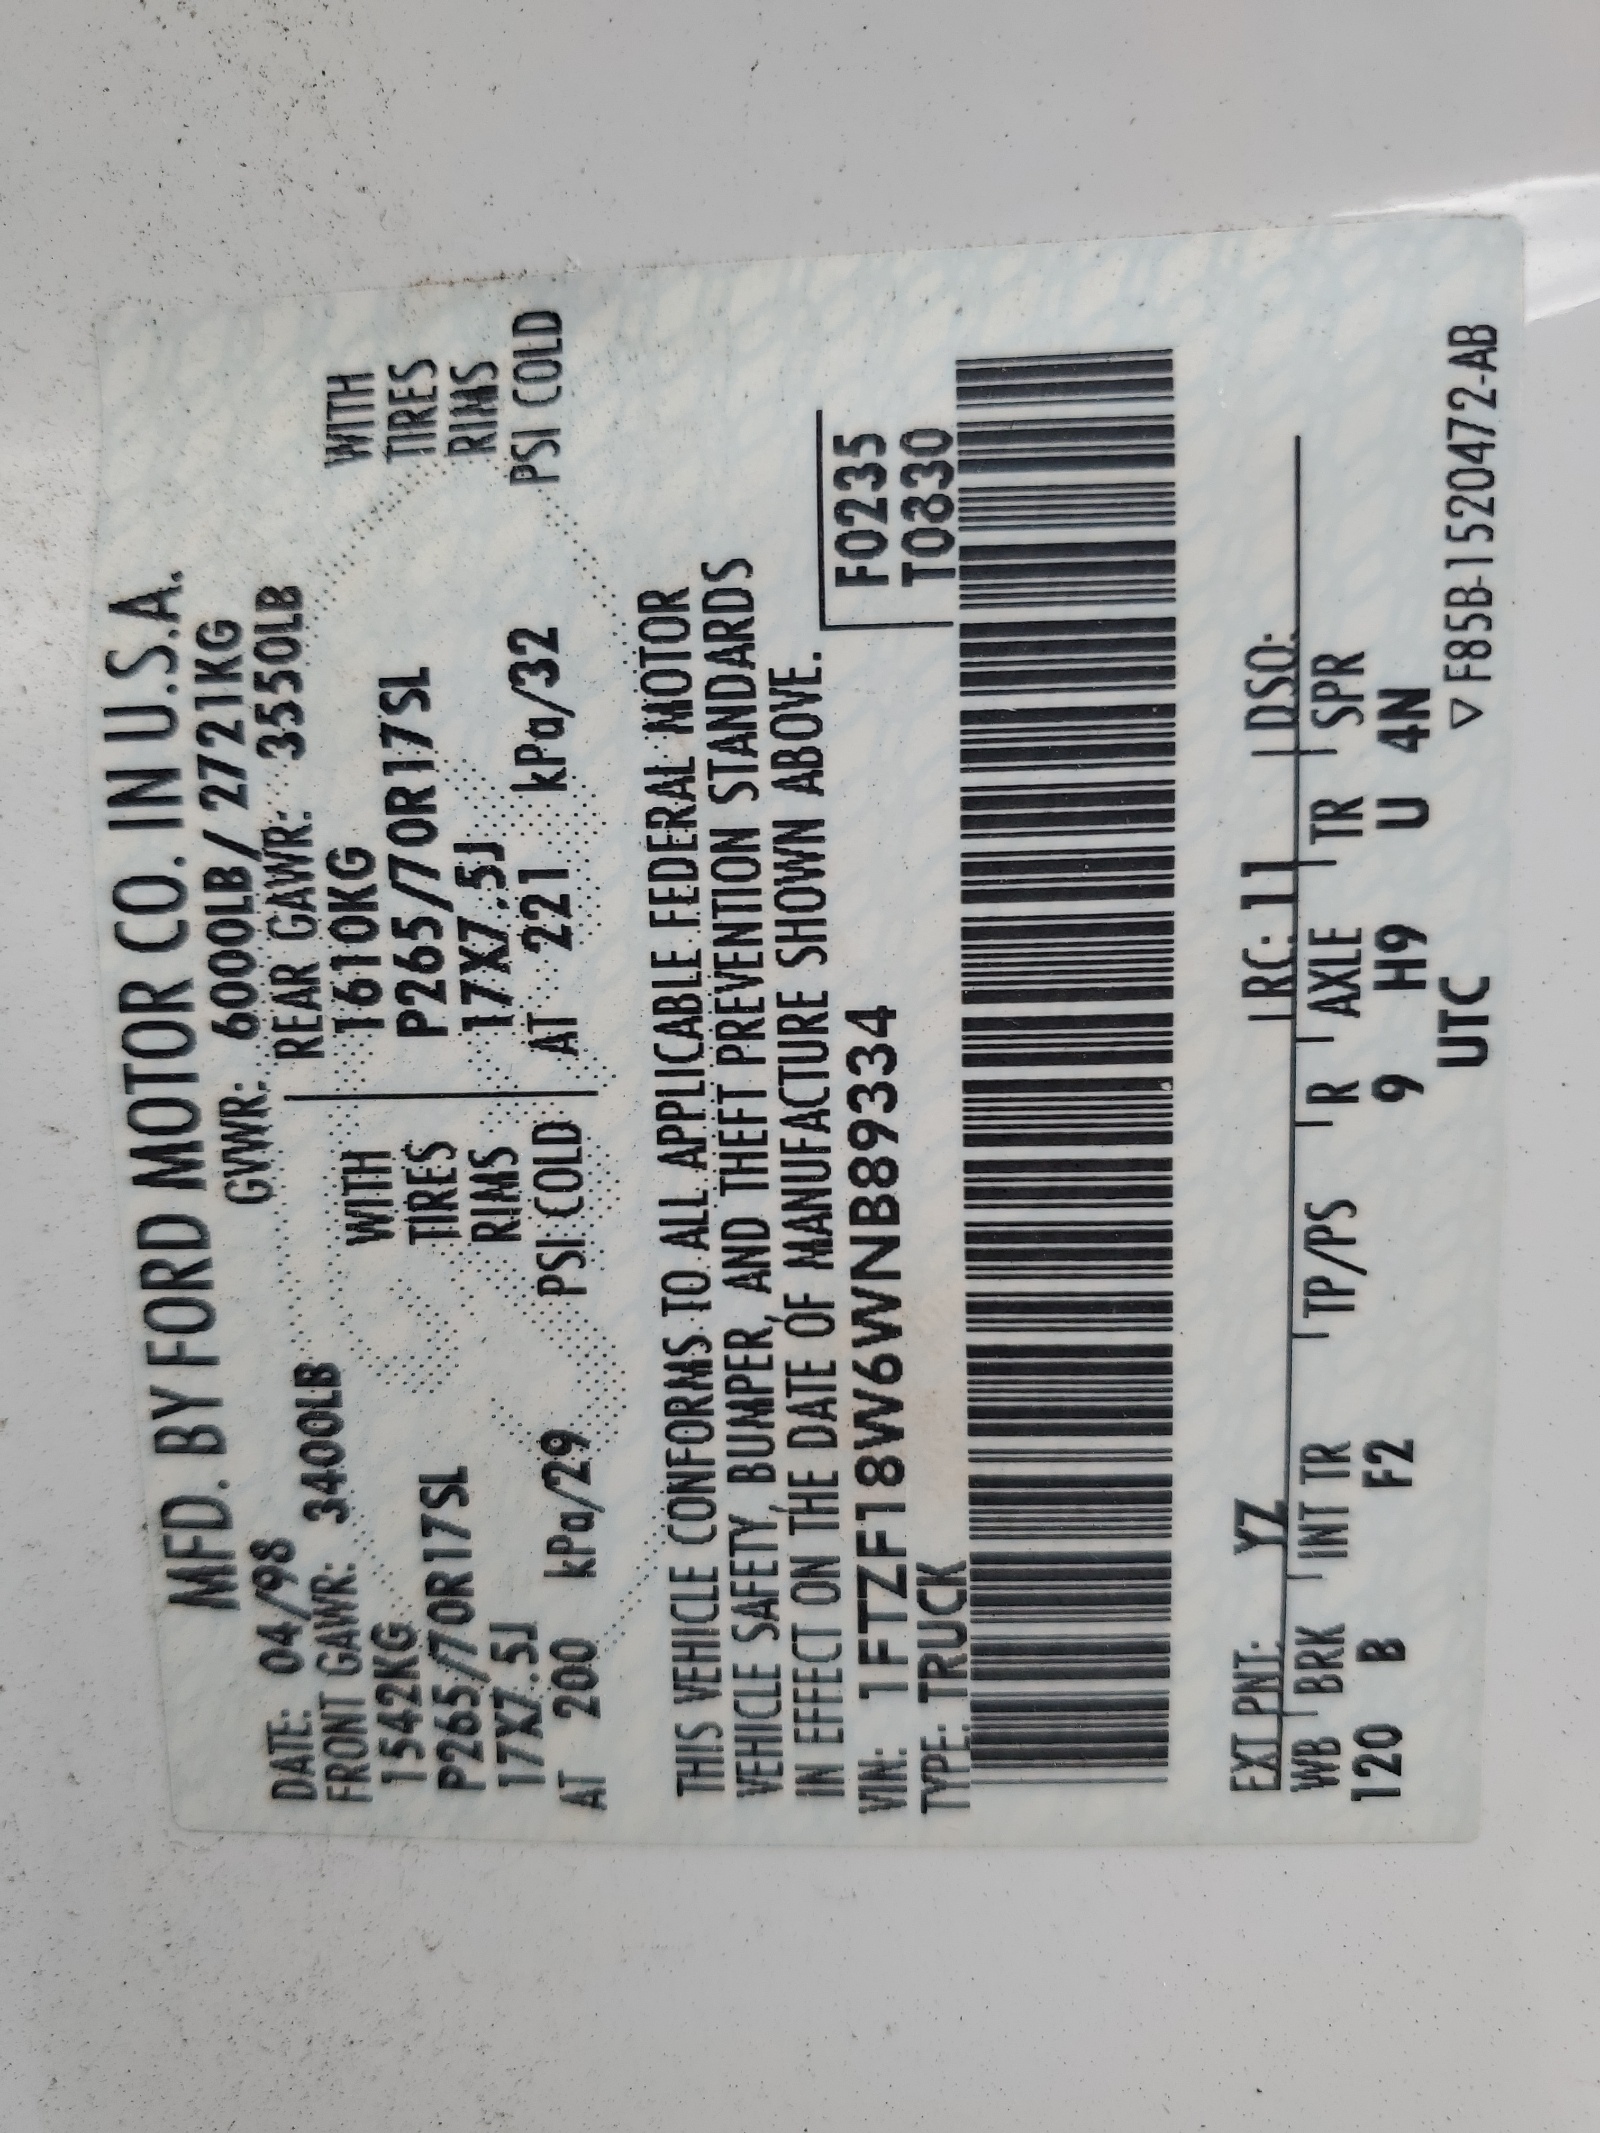 MFD. BY FORD MOTOR CO. IN U.S.A.
DATE: 04/98 GVWR: 6000LB/ 2721KG
FRONT GAWR: 3400LB REAR GAWR: 3550LB
1542KG WITH 1610KG WITH
P265/70R17SL TIRES P265/70R17SL TIRES
17X7.5J RIMS 17X7.5J RIMS
AT 200 kPa/29 PSI COLD AT 221 kPa/32 PSI COLD
THIS VEHICLE CONFORMS TO ALL APPLICABLE FEDERAL MOTOR
VEHICLE SAFETY, BUMPER, AND THEFT PREVENTION STANDARDS
IN EFFECT ON THE DATE OF MANUFACTURE SHOWN ABOVE.
VIN: 1FTZF18W6WNB89334 F0235
TYPE: TRUCK T0830
EXT PNT: YZ RC: 11 DSO:
WB BRK INT TR TP/PS R AXLE TR SPR
120 B F2 9 H9 U 4N
UTC
▽ F85B-1520472-AB